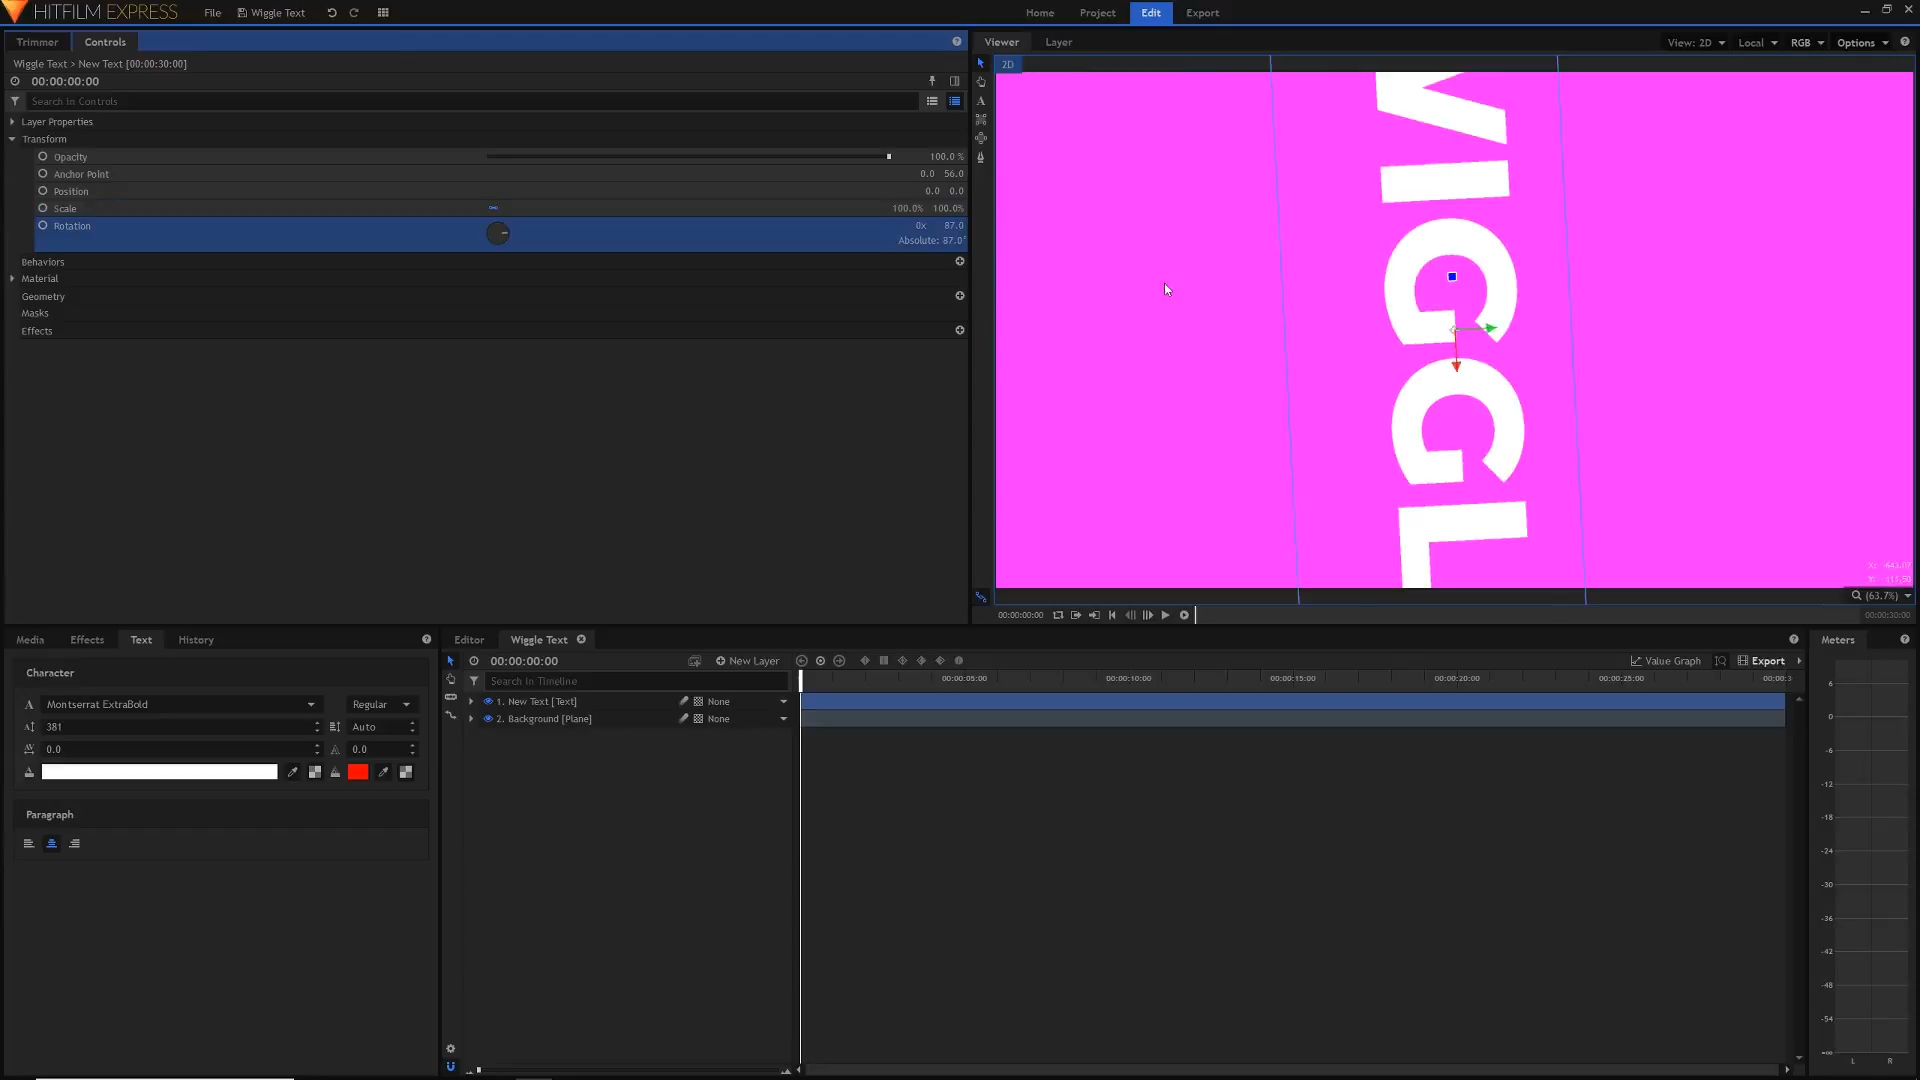 HITFILM EXPRESS
File
Wiggle Text
Home
Project
Edit
Export
Trimmer
Controls
Wiggle Text > New Text [00:00:30:00]
00:00:00:00
Search in Controls
Layer Properties
Transform
Opacity
100.0 %
Anchor Point
0.0 56.0
Position
0.0 0.0
Scale
100.0% 100.0%
Rotation
0x 87.0
Absolute: 87.0°
Behaviors
Material
Geometry
Masks
Effects
Viewer
Layer
View: 2D
Local
RGB
Options
2D
WIGGL
(63.7%)
00:00:00:00
00:00:30:00
Media
Effects
Text
History
Character
Montserrat ExtraBold
Regular
381
Auto
0.0
0.0
Paragraph
Editor
Wiggle Text
00:00:00:00
New Layer
Value Graph
Export
Search in Timeline
00:00:05:00
00:00:10:00
00:00:15:00
00:00:20:00
00:00:25:00
00:00:3
1. New Text [Text]
None
2. Background [Plane]
None
Meters
6
0
-6
-12
-18
-24
-30
-36
-42
-48
-54
-∞
L
R